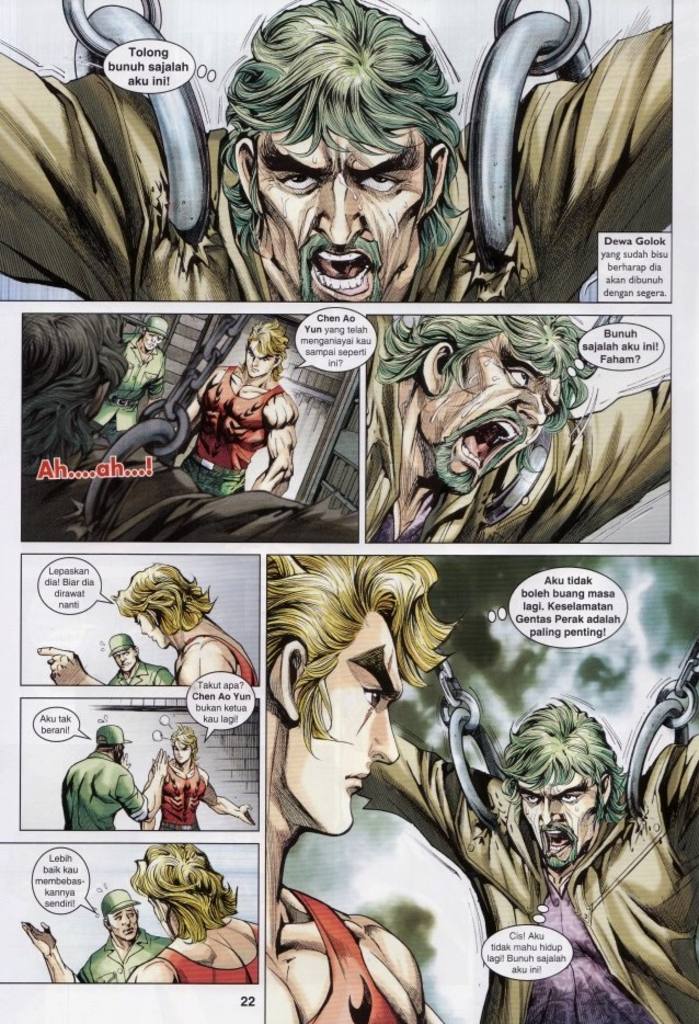 Tolong
bunuh sajalah
aku ini!
Dewa Golok
yang sudah bisu
berharap dia
akan dibunuh
dengan segera.
Chen Ao
Yun yang telah
menganiayai kau
sampai seperti
ini?
Ah....ah...!
Bunuh
sajalah aku ini!
Faham?
Lepaskan
dia! Biar dia
dirawat
nanti
Takut apa?
Chen Ao Yun
bukan ketua
kau lagi!
Aku tak
berani!
Lebih
baik kau
membebas-
kannya
sendiri!
Aku tidak
boleh buang masa
lagi. Keselamatan
Gentas Perak adalah
paling penting!
Cis! Aku
tidak mahu hidup
lagi! Bunuh sajalah
aku ini!
22